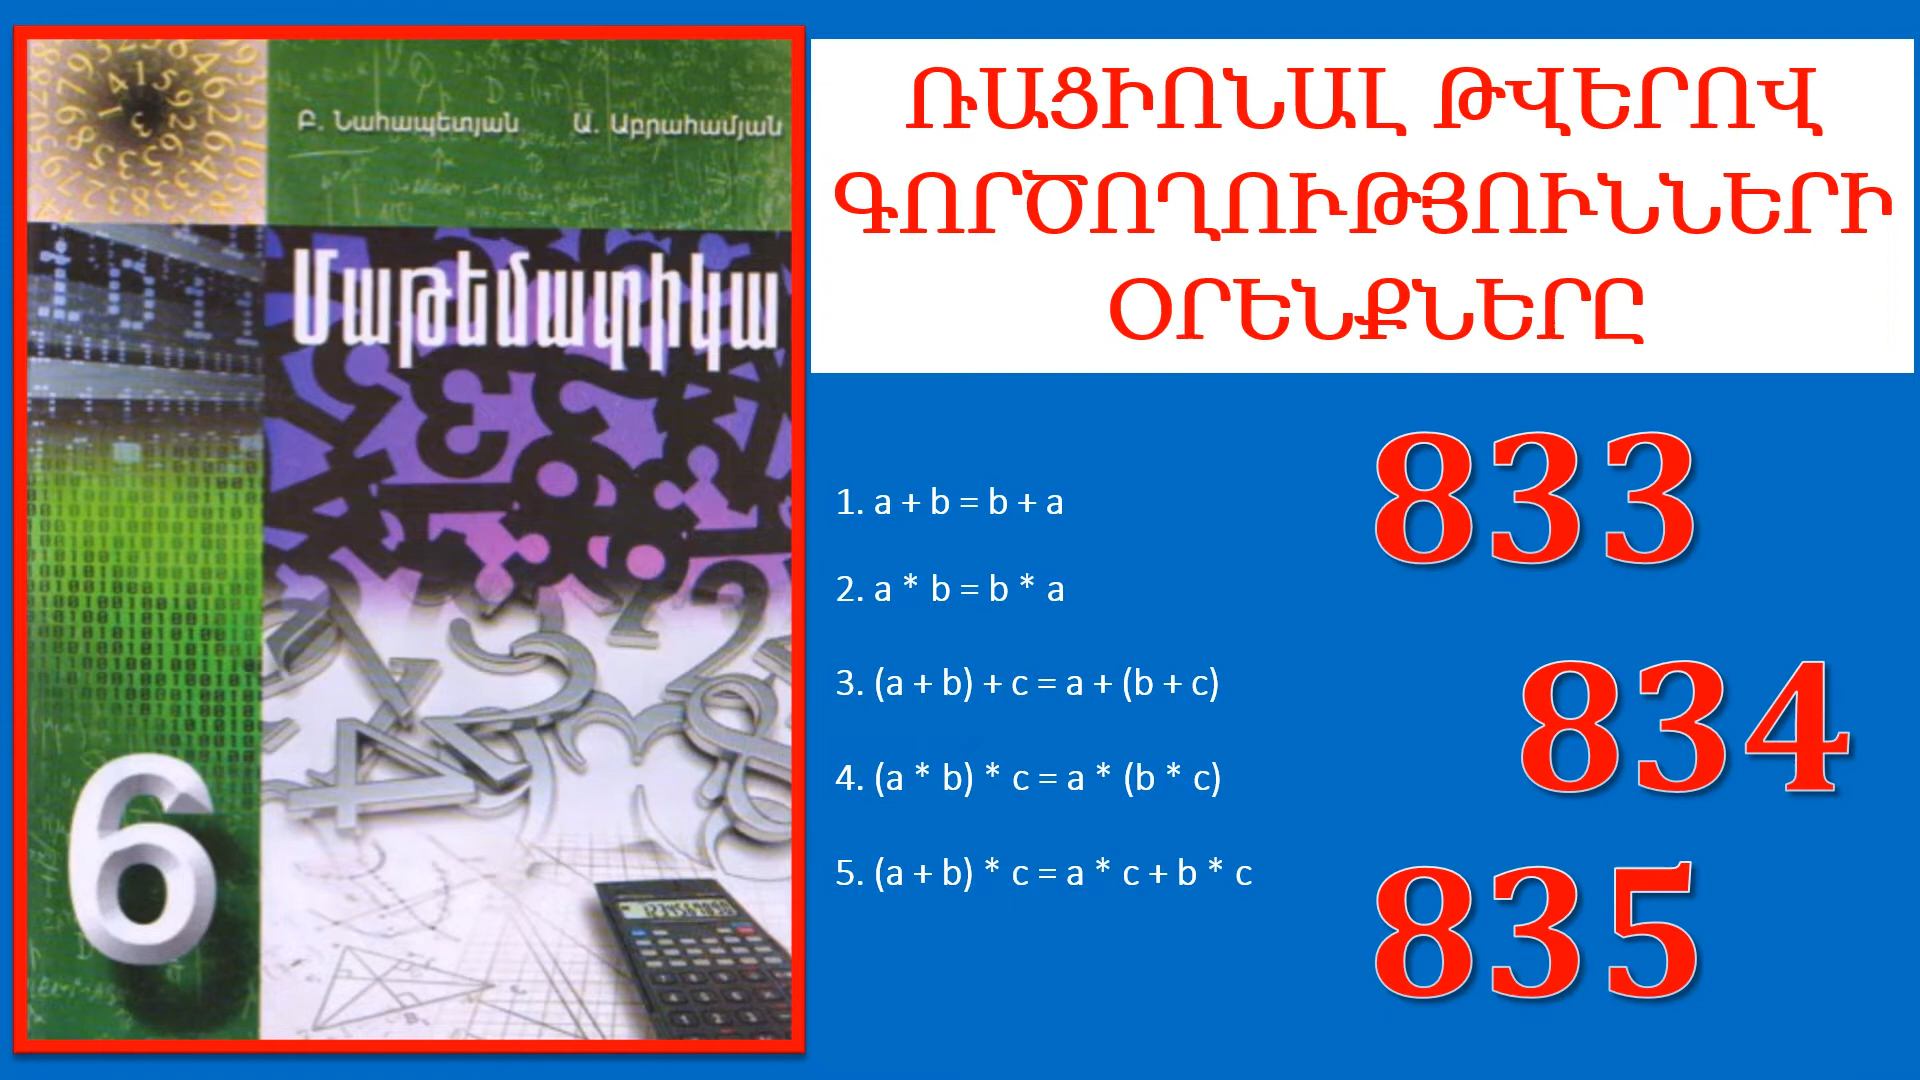 Բ. Նահապետյան Ա. Աբրահամյան
Մաթեմատիկա
6
ՌԱՑԻՈՆԱԼ ԹՎԵՐՈՎ
ԳՈՐԾՈՂՈՒԹՅՈՒՆՆԵՐԻ
ՕՐԵՆՔՆԵՐԸ
1. a + b = b + a
2. a * b = b * a
3. (a + b) + c = a + (b + c)
4. (a * b) * c = a * (b * c)
5. (a + b) * c = a * c + b * c
833
834
835